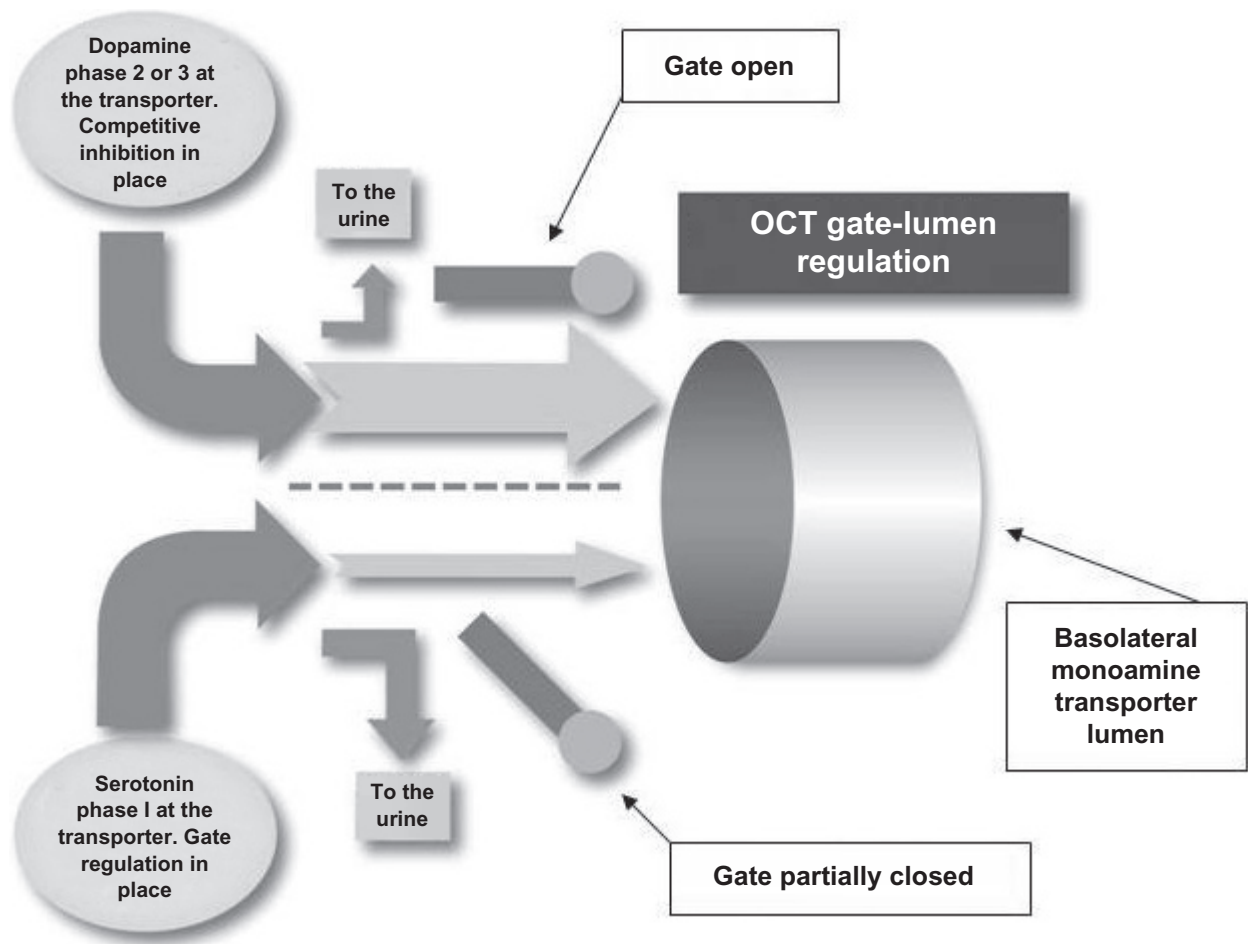 Dopamine
phase 2 or 3 at
the transporter.
Competitive
inhibition in
place
Gate open
To the
urine
OCT gate-lumen
regulation
Basolateral
monoamine
transporter
lumen
Serotonin
phase I at the
transporter. Gate
regulation in
place
To the
urine
Gate partially closed